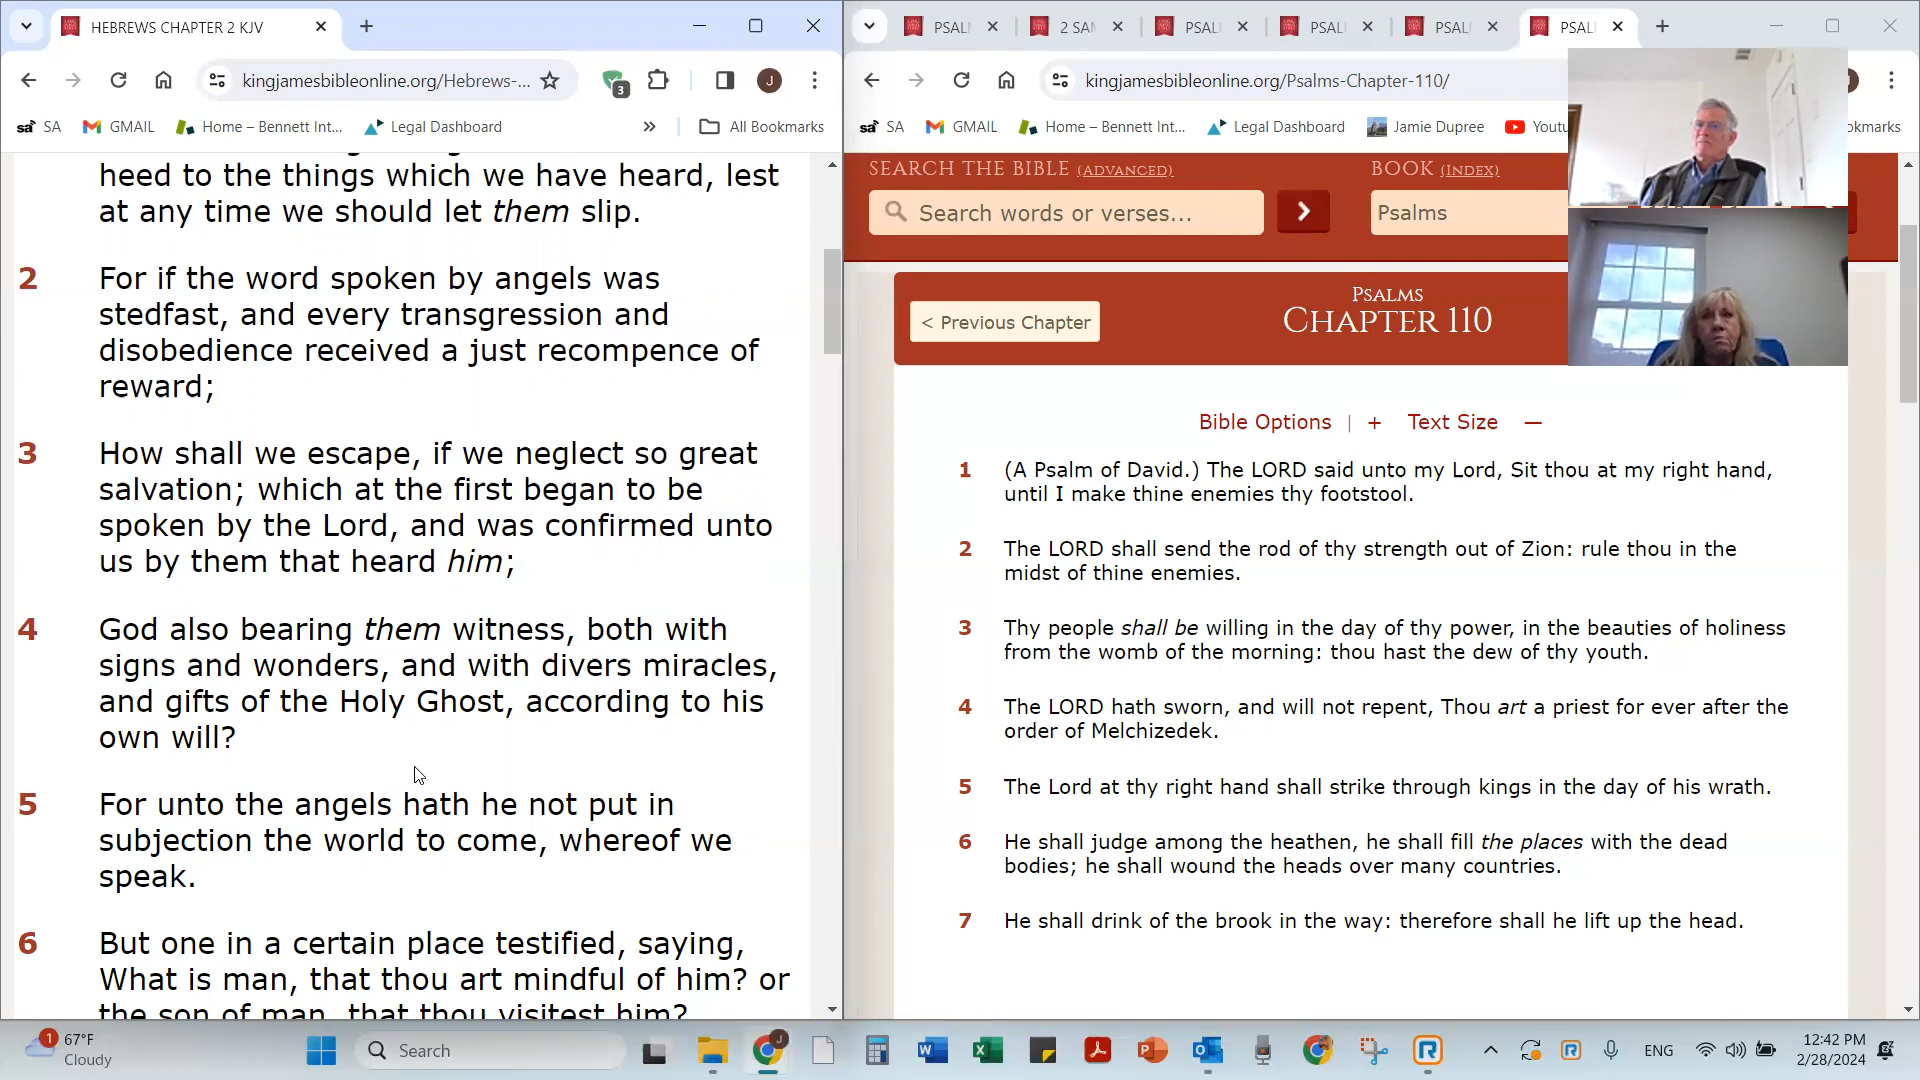 HEBREWS CHAPTER 2 KJV
kingjamesbibleonline.org/Hebrews-...
3
J
SA
GMAIL
Home – Bennett Int...
Legal Dashboard
»
All Bookmarks
heed to the things which we have heard, lest
at any time we should let them slip.
2 For if the word spoken by angels was
stedfast, and every transgression and
disobedience received a just recompence of
reward;
3 How shall we escape, if we neglect so great
salvation; which at the first began to be
spoken by the Lord, and was confirmed unto
us by them that heard him;
4 God also bearing them witness, both with
signs and wonders, and with divers miracles,
and gifts of the Holy Ghost, according to his
own will?
5 For unto the angels hath he not put in
subjection the world to come, whereof we
speak.
6 But one in a certain place testified, saying,
What is man, that thou art mindful of him? or
the son of man, that thou visitest him?
PSAL
2 SAM
PSAL
PSAL
PSAL
PSAL
kingjamesbibleonline.org/Psalms-Chapter-110/
SA
GMAIL
Home – Bennett Int...
Legal Dashboard
Jamie Dupree
Youtu
okmarks
SEARCH THE BIBLE (ADVANCED)
BOOK (INDEX)
Search words or verses...
Psalms
< Previous Chapter
PSALMS
CHAPTER 110
Bible Options | + Text Size —
1 (A Psalm of David.) The LORD said unto my Lord, Sit thou at my right hand,
until I make thine enemies thy footstool.
2 The LORD shall send the rod of thy strength out of Zion: rule thou in the
midst of thine enemies.
3 Thy people shall be willing in the day of thy power, in the beauties of holiness
from the womb of the morning: thou hast the dew of thy youth.
4 The LORD hath sworn, and will not repent, Thou art a priest for ever after the
order of Melchizedek.
5 The Lord at thy right hand shall strike through kings in the day of his wrath.
6 He shall judge among the heathen, he shall fill the places with the dead
bodies; he shall wound the heads over many countries.
7 He shall drink of the brook in the way: therefore shall he lift up the head.
1
67°F
Cloudy
Search
ENG
12:42 PM
2/28/2024